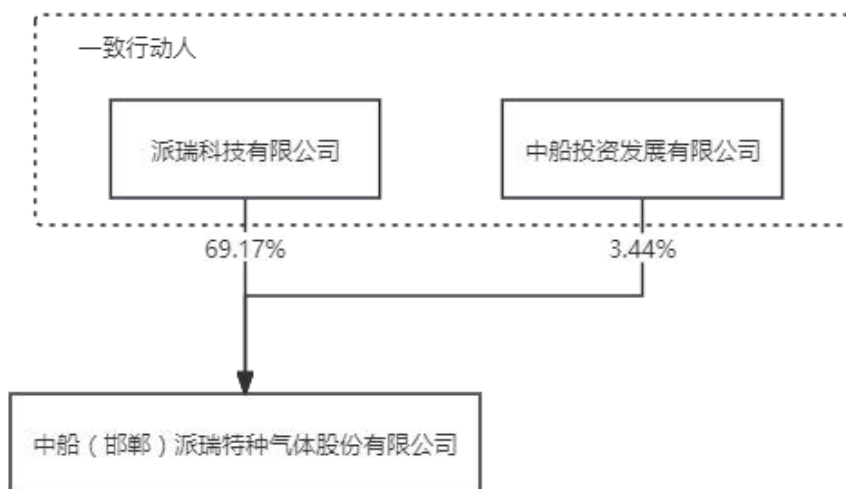 一致行动人
派瑞科技有限公司
中船投资发展有限公司
69.17%
3.44%
中船（邯郸）派瑞特种气体股份有限公司